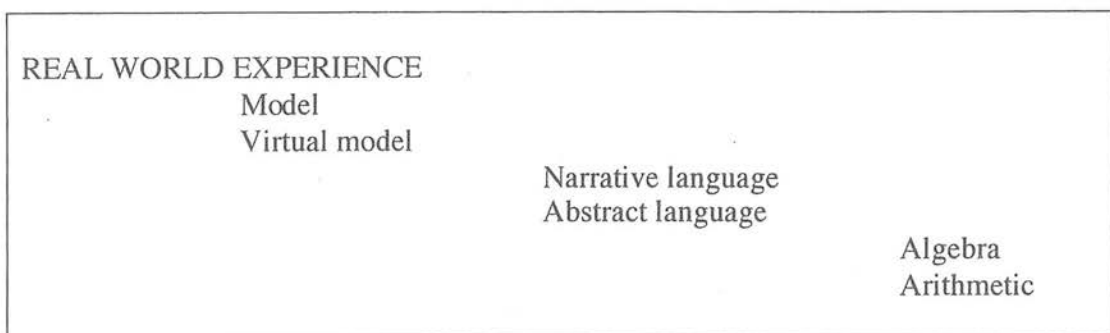 REAL WORLD EXPERIENCE
Model
Virtual model
Narrative language
Abstract language
Algebra
Arithmetic